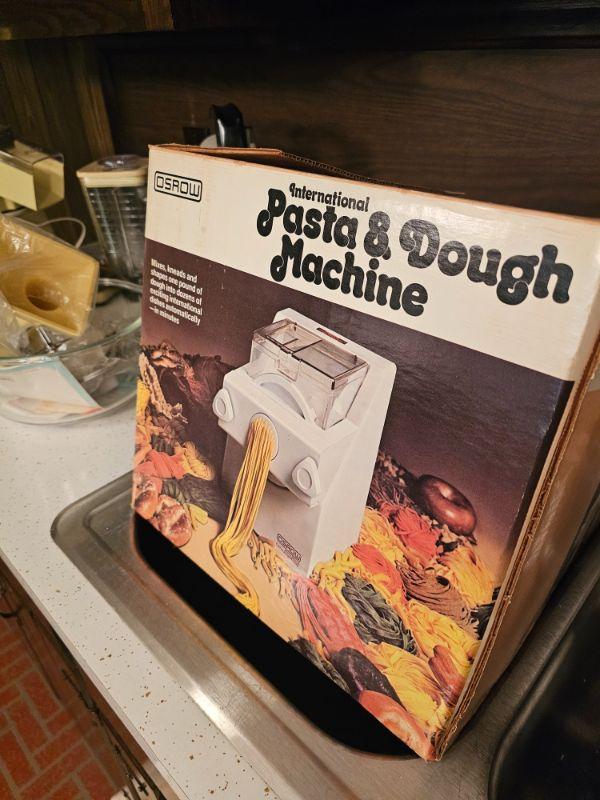 OSROW
International
Pasta & Dough
Machine
Mixes, kneads and
shapes one pound of
dough into dozens of
exciting international
dishes automatically
—in minutes
OSROW